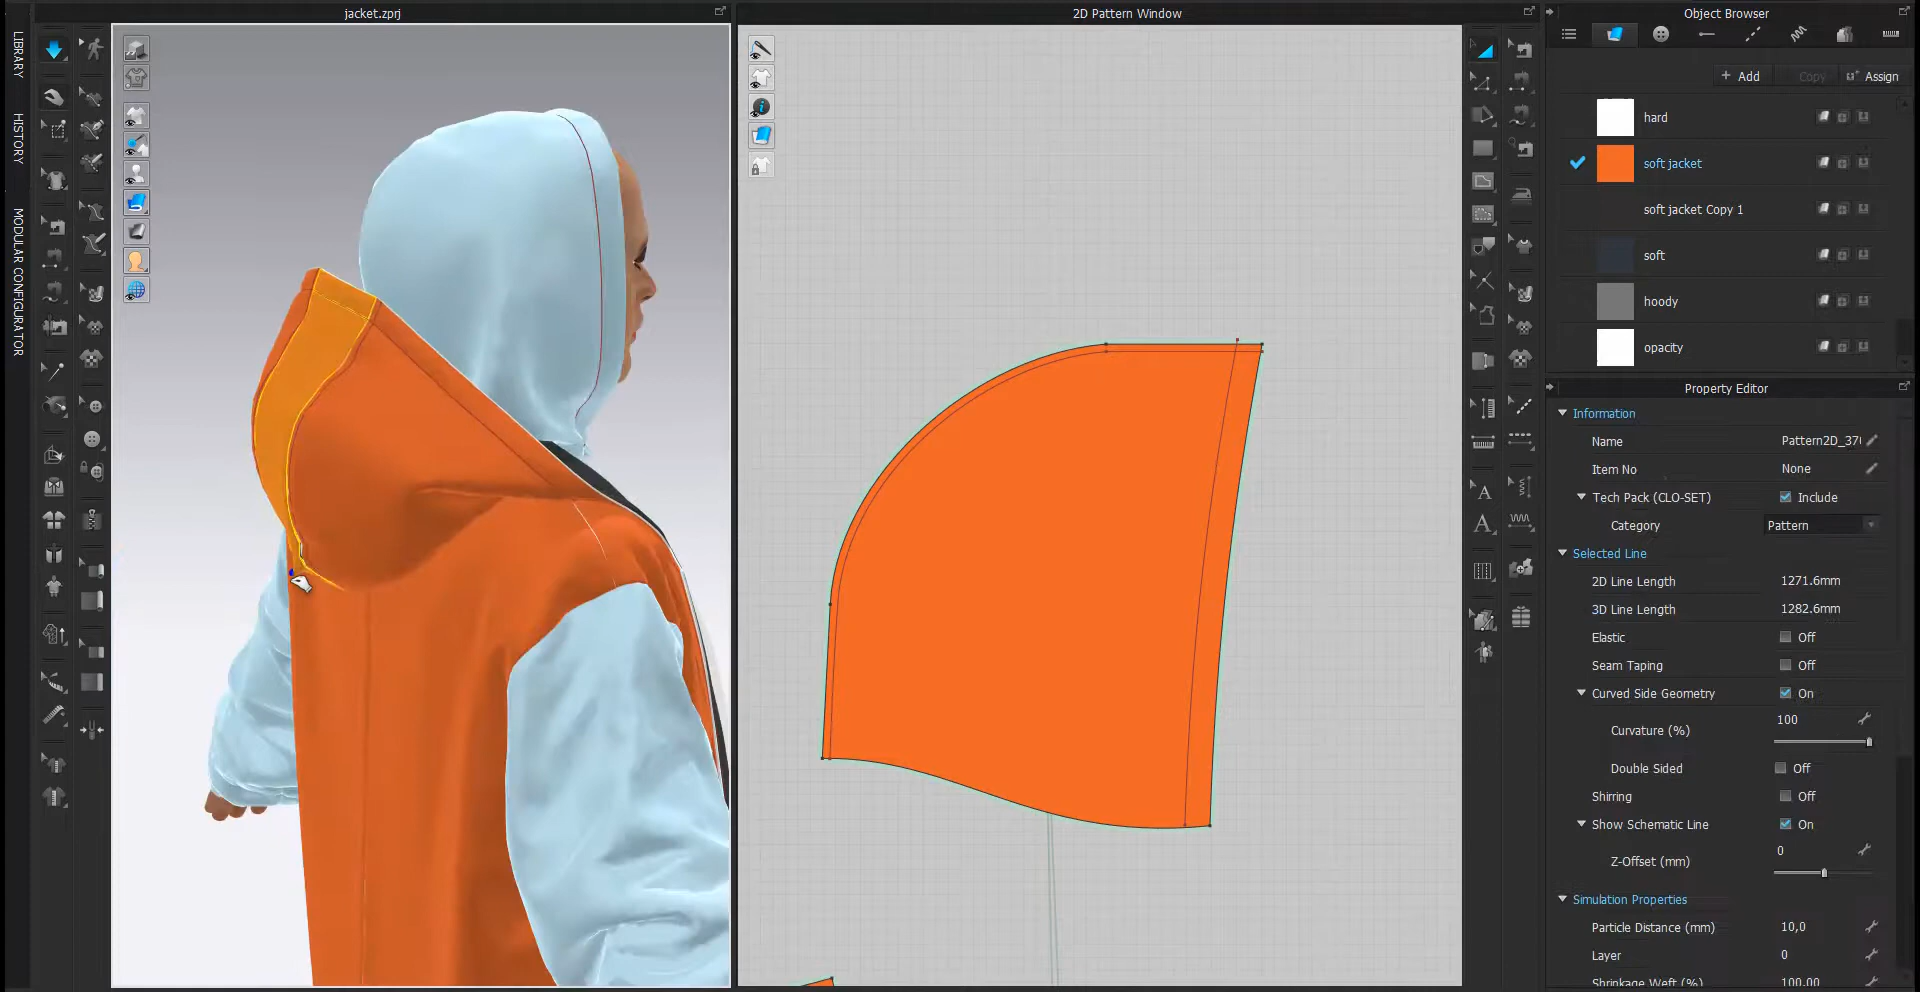 jacket.zprj
2D Pattern Window
Object Browser
LIBRARY
HISTORY
MODULAR CONFIGURATOR
+ Add
Copy
Assign
hard
soft jacket
soft jacket Copy 1
soft
hoody
opacity
Property Editor
Information
Name Pattern2D_37
Item No None
Tech Pack (CLO-SET) Include
Category Pattern
Selected Line
2D Line Length 1271.6mm
3D Line Length 1282.6mm
Elastic Off
Seam Taping Off
Curved Side Geometry On
Curvature (%) 100
Double Sided Off
Shirring Off
Show Schematic Line On
Z-Offset (mm) 0
Simulation Properties
Particle Distance (mm) 10,0
Layer 0
Shrinkage Weft (%) 100.00